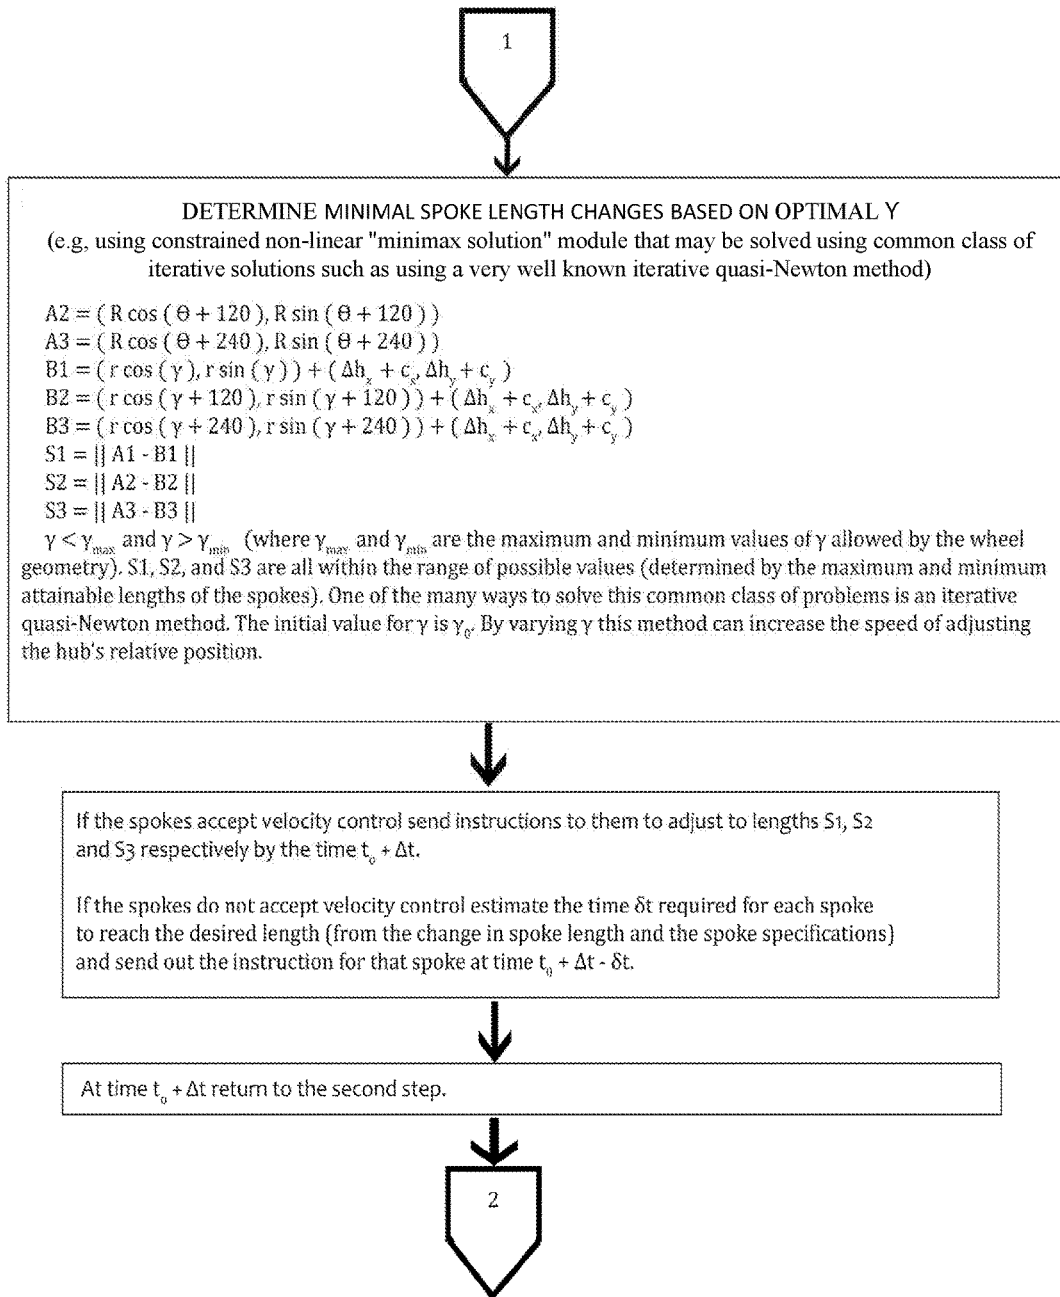 1
DETERMINE MINIMAL SPOKE LENGTH CHANGES BASED ON OPTIMAL Y
(e.g, using constrained non-linear "minimax solution" module that may be solved using common class of
iterative solutions such as using a very well known iterative quasi-Newton method)
A2 = ( R cos ( θ + 120 ), R sin ( θ + 120 ) )
A3 = ( R cos ( θ + 240 ), R sin ( θ + 240 ) )
B1 = ( r cos ( γ ), r sin ( γ ) ) + ( Δhₓ + cₓ, Δh_y + c_y )
B2 = ( r cos ( γ + 120 ), r sin ( γ + 120 ) ) + ( Δhₓ + cₓ, Δh_y + c_y )
B3 = ( r cos ( γ + 240 ), r sin ( γ + 240 ) ) + ( Δhₓ + cₓ, Δh_y + c_y )
S1 = || A1 - B1 ||
S2 = || A2 - B2 ||
S3 = || A3 - B3 ||
γ < γ_max and γ > γ_min (where γ_max and γ_min are the maximum and minimum values of γ allowed by the wheel
geometry). S1, S2, and S3 are all within the range of possible values (determined by the maximum and minimum
attainable lengths of the spokes). One of the many ways to solve this common class of problems is an iterative
quasi-Newton method. The initial value for γ is γ₀. By varying γ this method can increase the speed of adjusting
the hub's relative position.
If the spokes accept velocity control send instructions to them to adjust to lengths S1, S2
and S3 respectively by the time t₀ + Δt.
If the spokes do not accept velocity control estimate the time δt required for each spoke
to reach the desired length (from the change in spoke length and the spoke specifications)
and send out the instruction for that spoke at time t₀ + Δt - δt.
At time t₀ + Δt return to the second step.
2